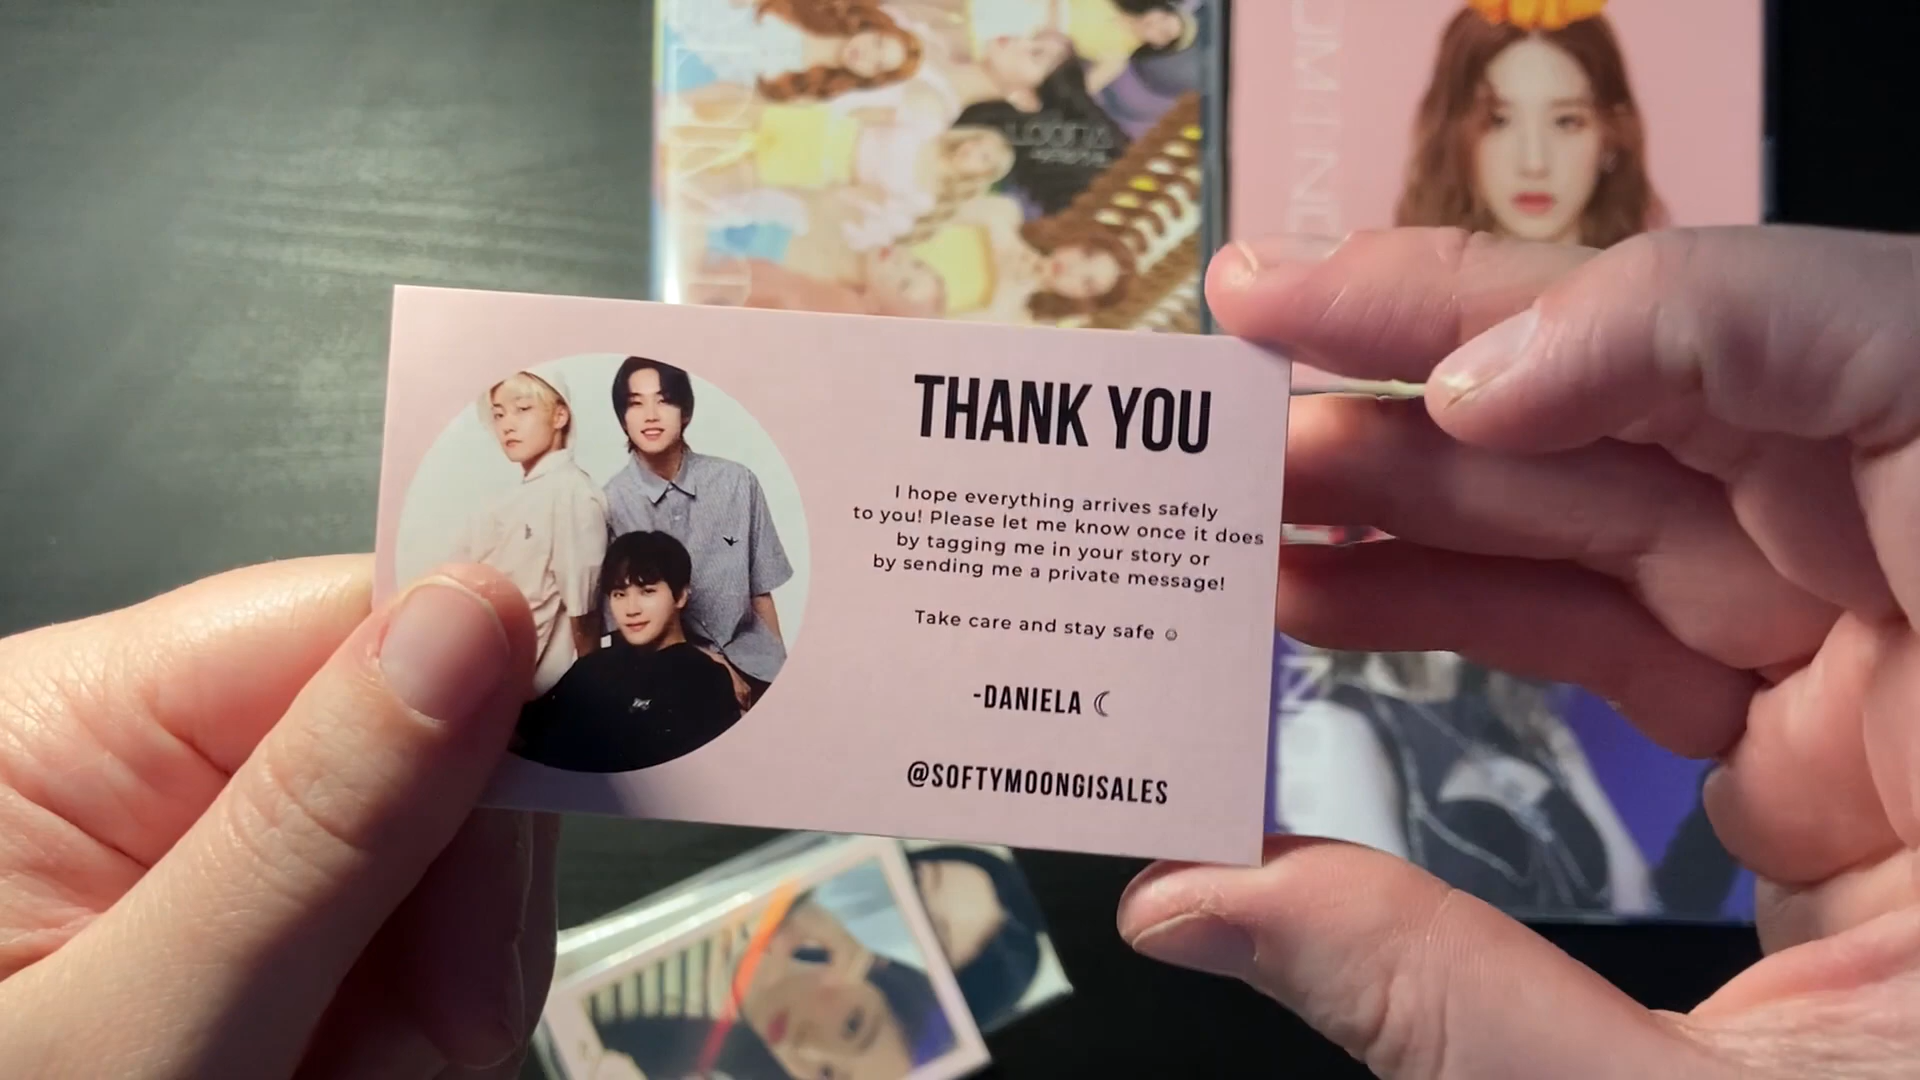 THANK YOU
I hope everything arrives safely
to you! Please let me know once it does
by tagging me in your story or
by sending me a private message!
Take care and stay safe ☺
-DANIELA ☾
@SOFTYMOONGISALES